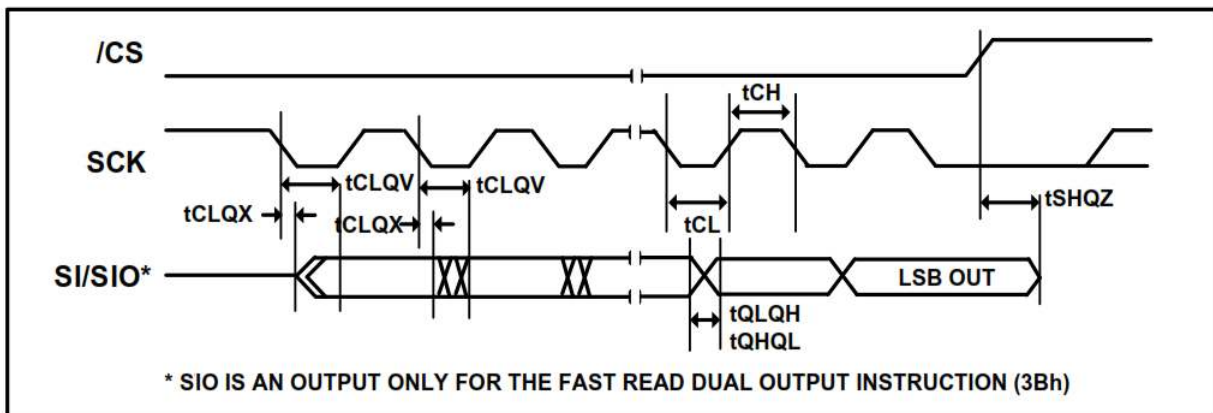 /CS
tCH
SCK
tCLQV
tCLQV
tCLQX
tCLQX
tCL
tSHQZ
SI/SIO*
LSB OUT
tQLQH
tQHQL
* SIO IS AN OUTPUT ONLY FOR THE FAST READ DUAL OUTPUT INSTRUCTION (3Bh)